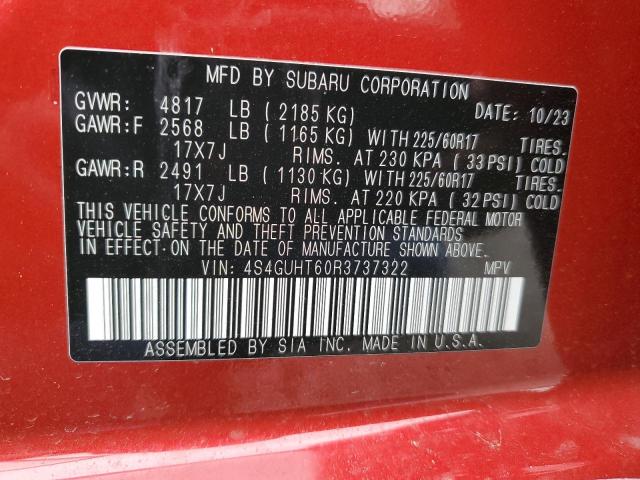 MFD BY SUBARU CORPORATION
GVWR: 4817 LB ( 2185 KG) DATE: 10/23
GAWR:F 2568 LB ( 1165 KG) WITH 225/60R17 TIRES.
17X7J RIMS. AT 230 KPA ( 33 PSI) COLD
GAWR:R 2491 LB ( 1130 KG) WITH 225/60R17 TIRES.
17X7J RIMS. AT 220 KPA ( 32 PSI) COLD
THIS VEHICLE CONFORMS TO ALL APPLICABLE FEDERAL MOTOR
VEHICLE SAFETY AND THEFT PREVENTION STANDARDS
IN EFFECT ON THE DATE OF MANUFACTURE SHOWN ABOVE.
VIN: 4S4GUHT60R3737322 MPV
ASSEMBLED BY SIA INC. MADE IN U.S.A.